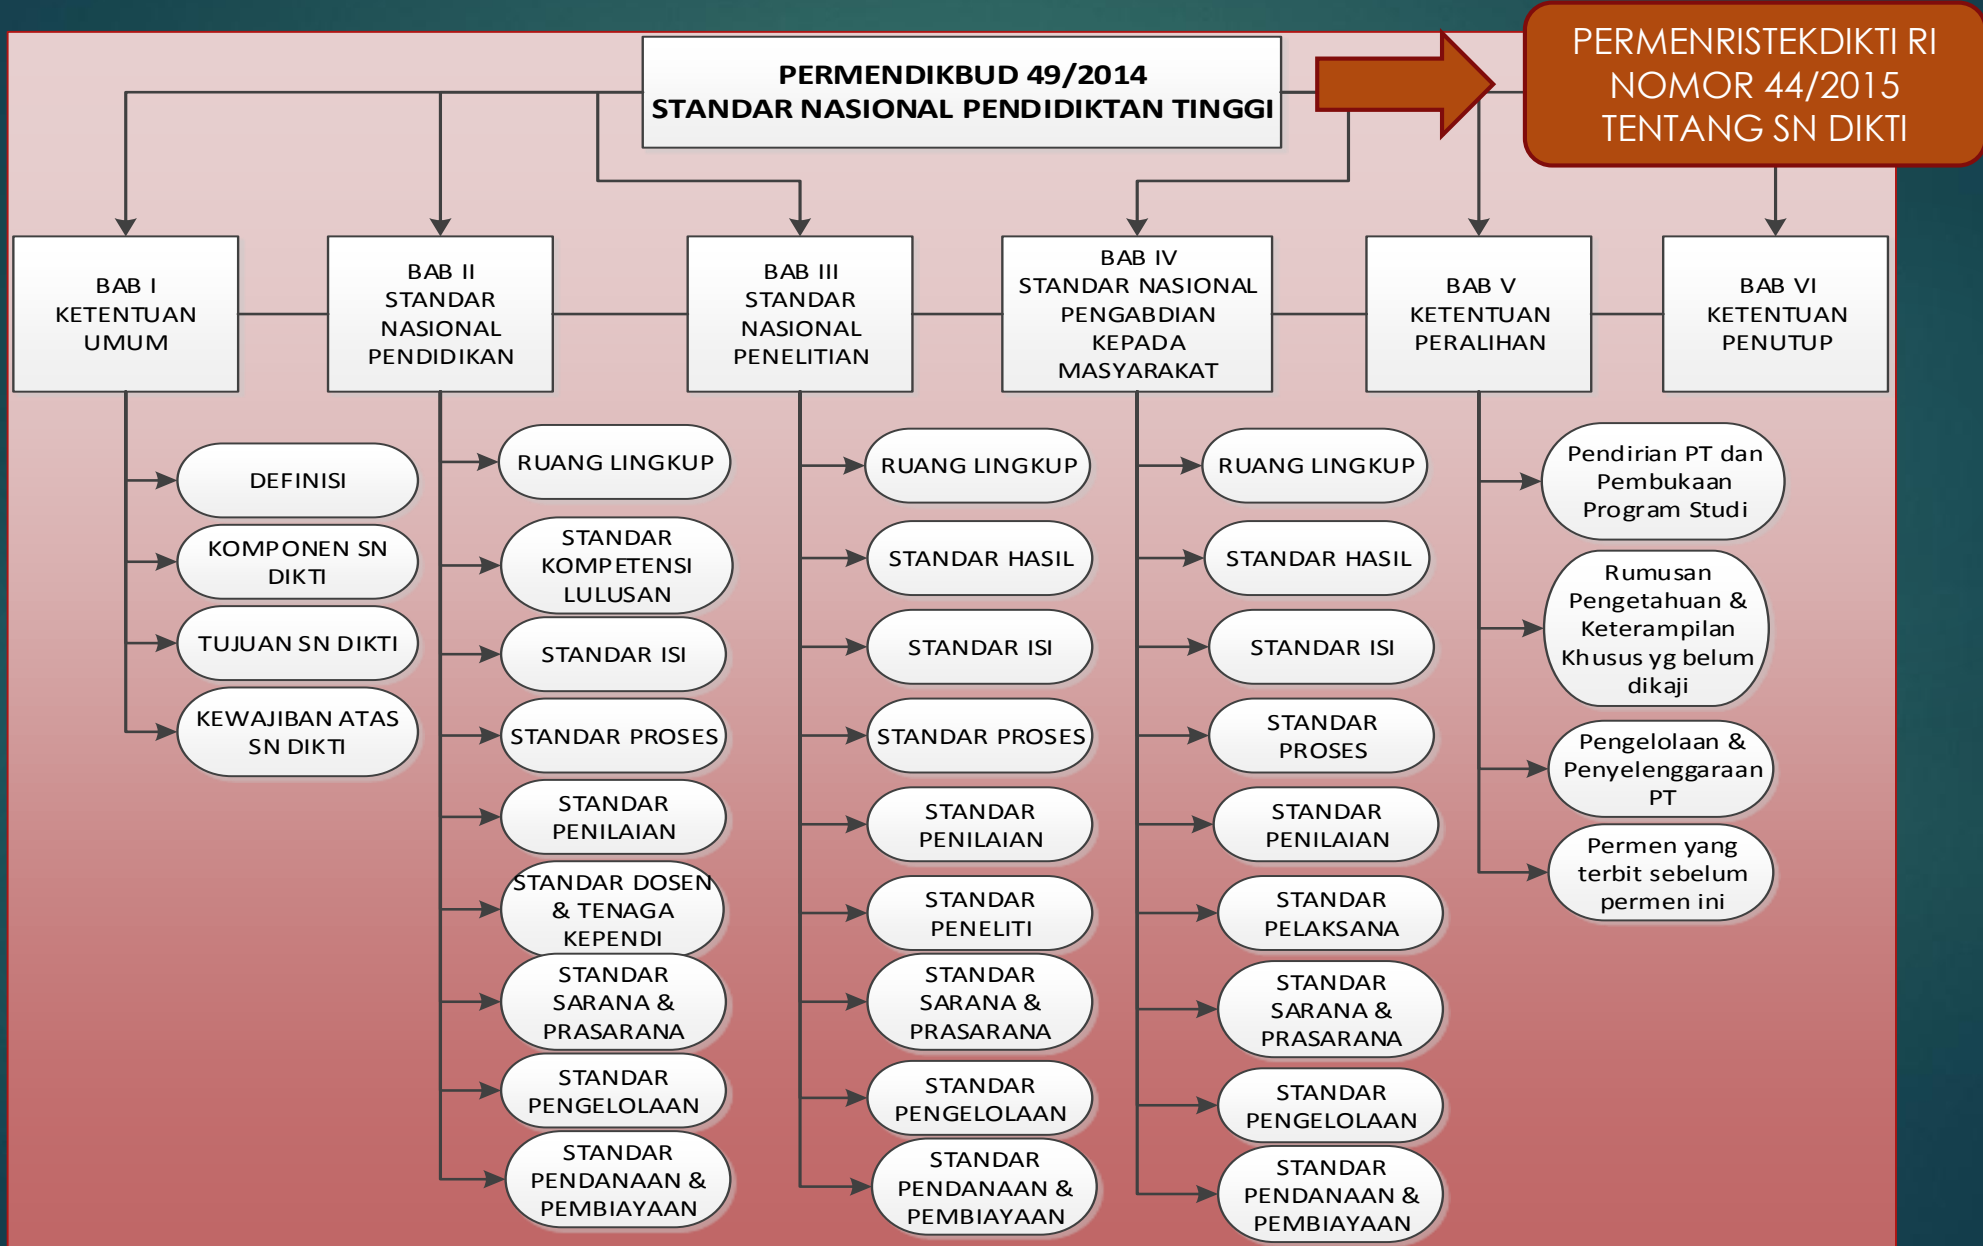 PERMENDIKBUD 49/2014
STANDAR NASIONAL PENDIDIKTAN TINGGI
PERMENRISTEKDIKTI RI
NOMOR 44/2015
TENTANG SN DIKTI
BAB I
KETENTUAN
UMUM
BAB II
STANDAR
NASIONAL
PENDIDIKAN
BAB III
STANDAR
NASIONAL
PENELITIAN
BAB IV
STANDAR NASIONAL
PENGABDIAN
KEPADA
MASYARAKAT
BAB V
KETENTUAN
PERALIHAN
BAB VI
KETENTUAN
PENUTUP
DEFINISI
KOMPONEN SN
DIKTI
TUJUAN SN DIKTI
KEWAJIBAN ATAS
SN DIKTI
RUANG LINGKUP
STANDAR
KOMPETENSI
LULUSAN
STANDAR ISI
STANDAR PROSES
STANDAR
PENILAIAN
STANDAR DOSEN
& TENAGA
KEPENDI
STANDAR
SARANA &
PRASARANA
STANDAR
PENGELOLAAN
STANDAR
PENDANAAN &
PEMBIAYAAN
RUANG LINGKUP
STANDAR HASIL
STANDAR ISI
STANDAR PROSES
STANDAR
PENILAIAN
STANDAR
PENELITI
STANDAR
SARANA &
PRASARANA
STANDAR
PENGELOLAAN
STANDAR
PENDANAAN &
PEMBIAYAAN
RUANG LINGKUP
STANDAR HASIL
STANDAR ISI
STANDAR
PROSES
STANDAR
PENILAIAN
STANDAR
PELAKSANA
STANDAR
SARANA &
PRASARANA
STANDAR
PENGELOLAAN
STANDAR
PENDANAAN &
PEMBIAYAAN
Pendirian PT dan
Pembukaan
Program Studi
Rumusan
Pengetahuan &
Keterampilan
Khusus yg belum
dikaji
Pengelolaan &
Penyelenggaraan
PT
Permen yang
terbit sebelum
permen ini